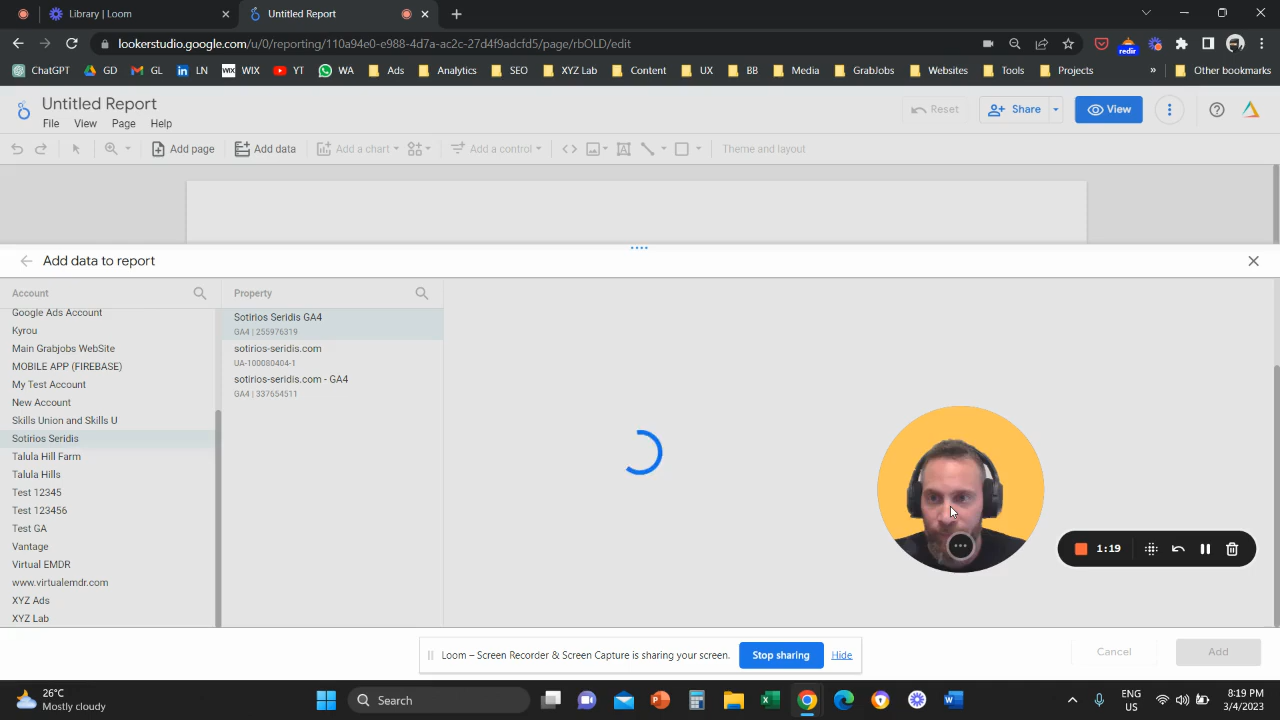 Library | Loom
Untitled Report
lookerstudio.google.com/u/0/reporting/110a94e0-e988-4d7a-ac2c-27d4f9adcfd5/page/rbOLD/edit
redir
ChatGPT GD GL LN WIX YT WA Ads Analytics SEO XYZ Lab Content UX BB Media GrabJobs Websites Tools Projects » Other bookmarks
Untitled Report
File View Page Help
Reset Share View
Add page Add data Add a chart Add a control Theme and layout
Add data to report
Account
Property
Google Ads Account
Kyrou
Main Grabjobs WebSite
MOBILE APP (FIREBASE)
My Test Account
New Account
Skills Union and Skills U
Sotirios Seridis
Talula Hill Farm
Talula Hills
Test 12345
Test 123456
Test GA
Vantage
Virtual EMDR
www.virtualemdr.com
XYZ Ads
XYZ Lab
Sotirios Seridis GA4
GA4 | 255976319
sotirios-seridis.com
UA-100080404-1
sotirios-seridis.com - GA4
GA4 | 337654511
1:19
Loom – Screen Recorder & Screen Capture is sharing your screen. Stop sharing Hide
Cancel Add
26°C
Mostly cloudy
Search
ENG
US
8:19 PM
3/4/2023